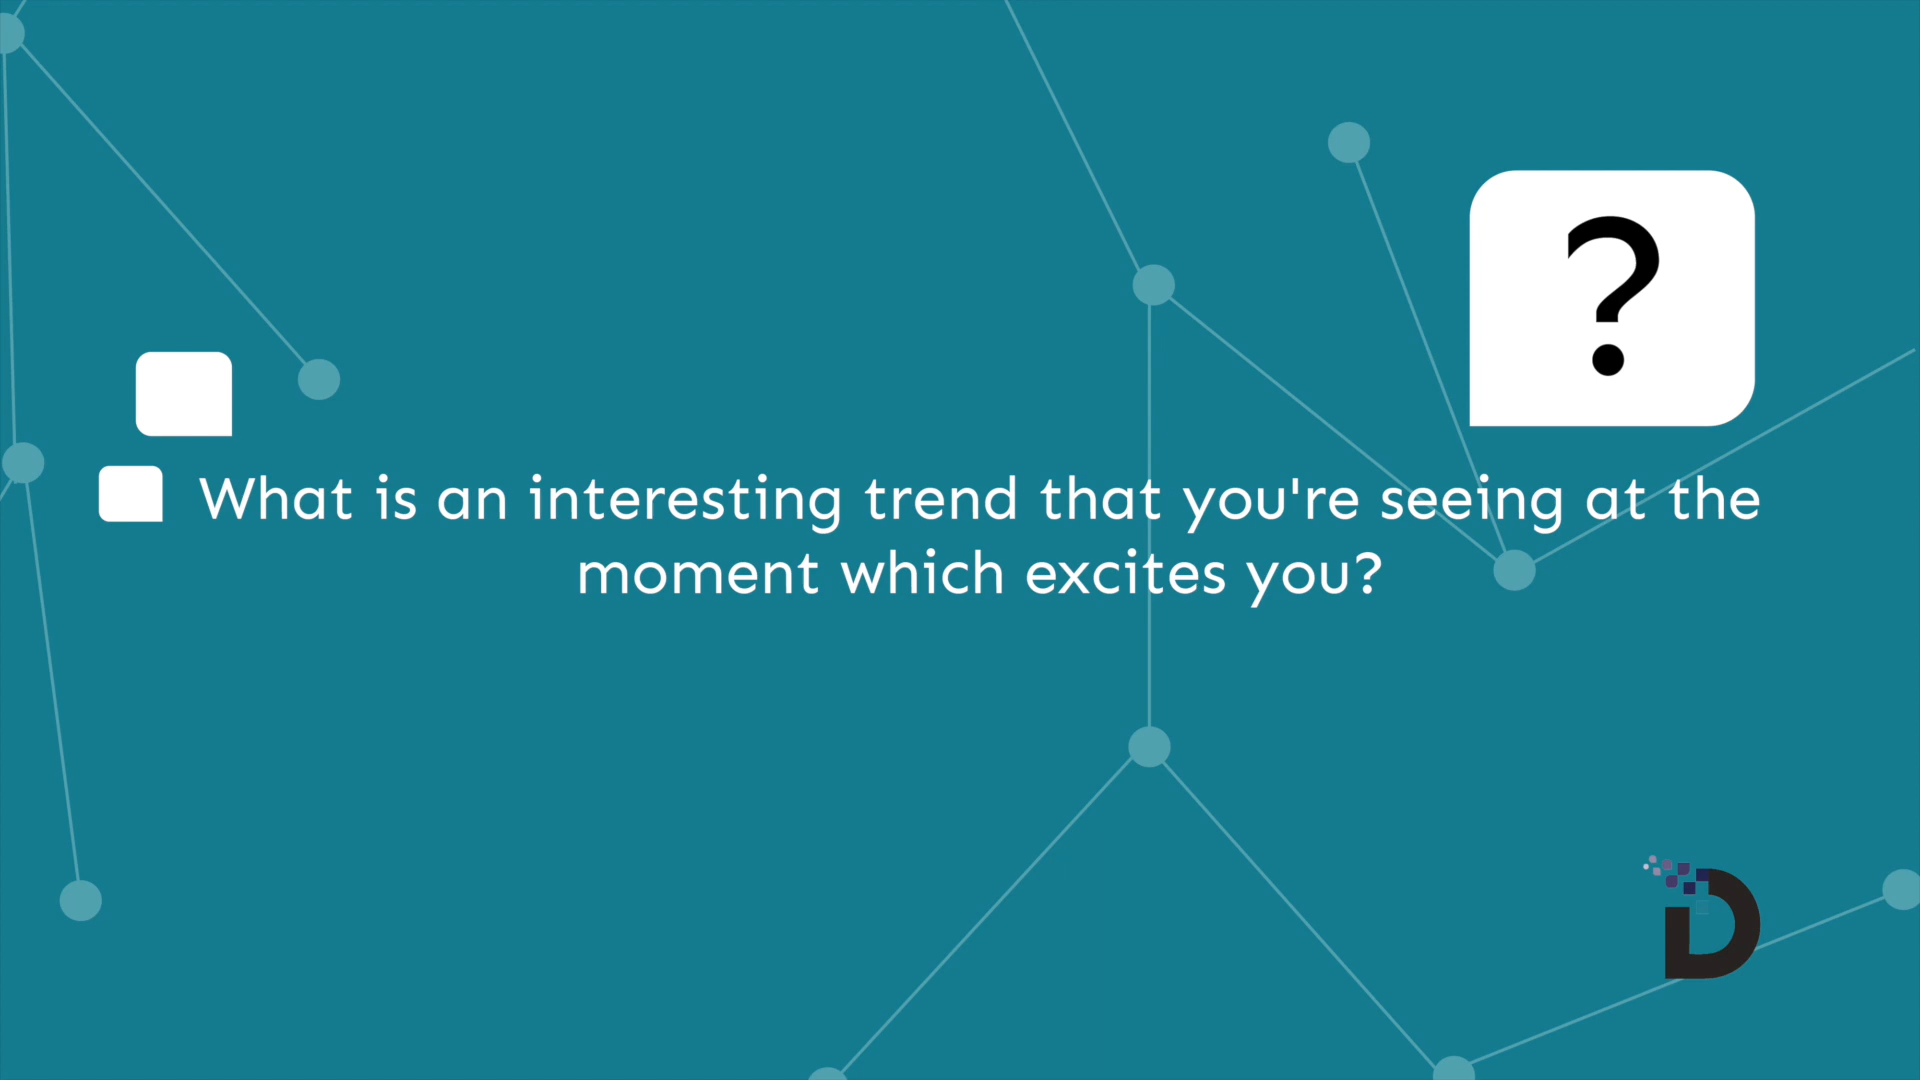 ?
What is an interesting trend that you're seeing at the
moment which excites you?
D